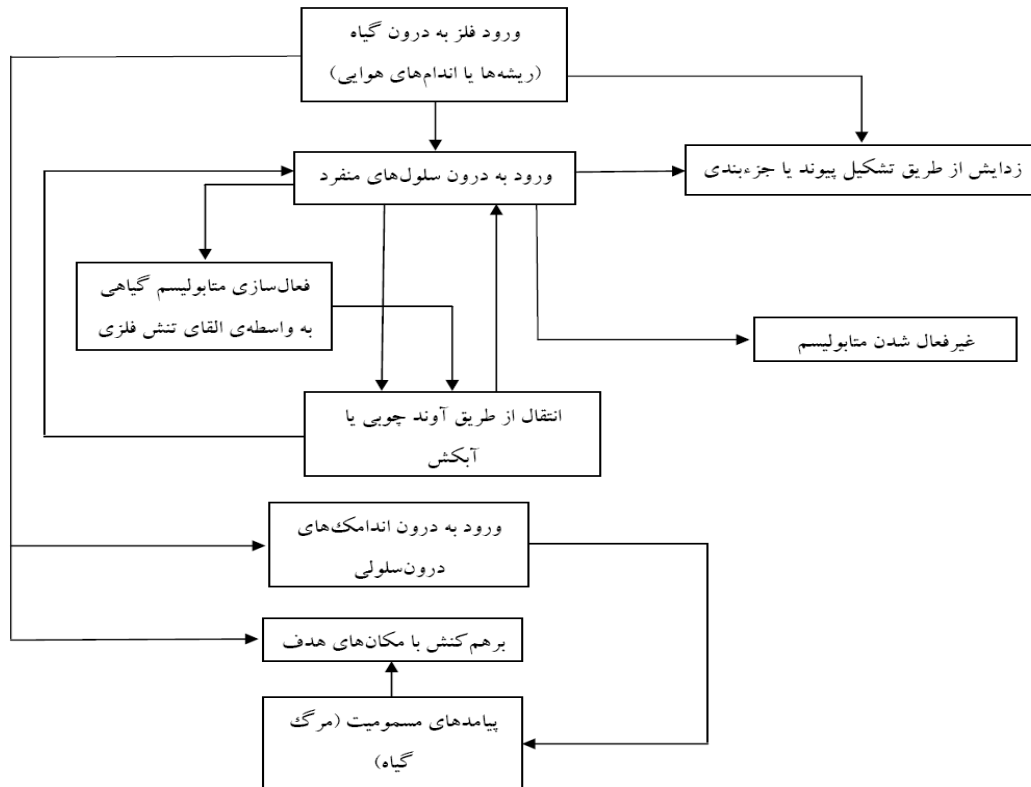 ورود فلز به درون گیاه
(ریشه‌ها یا اندام‌های هوایی)
ورود به درون سلول‌های منفرد
زدایش از طریق تشکیل پیوند یا جزءبندی
فعال‌سازی متابولیسم گیاهی
به واسطه‌ی القای تنش فلزی
غیرفعال شدن متابولیسم
انتقال از طریق آوند چوبی یا
آبکش
ورود به درون اندامک‌های
درون‌سلولی
برهم‌کنش با مکان‌های هدف
پیامدهای مسمومیت (مرگ
گیاه)